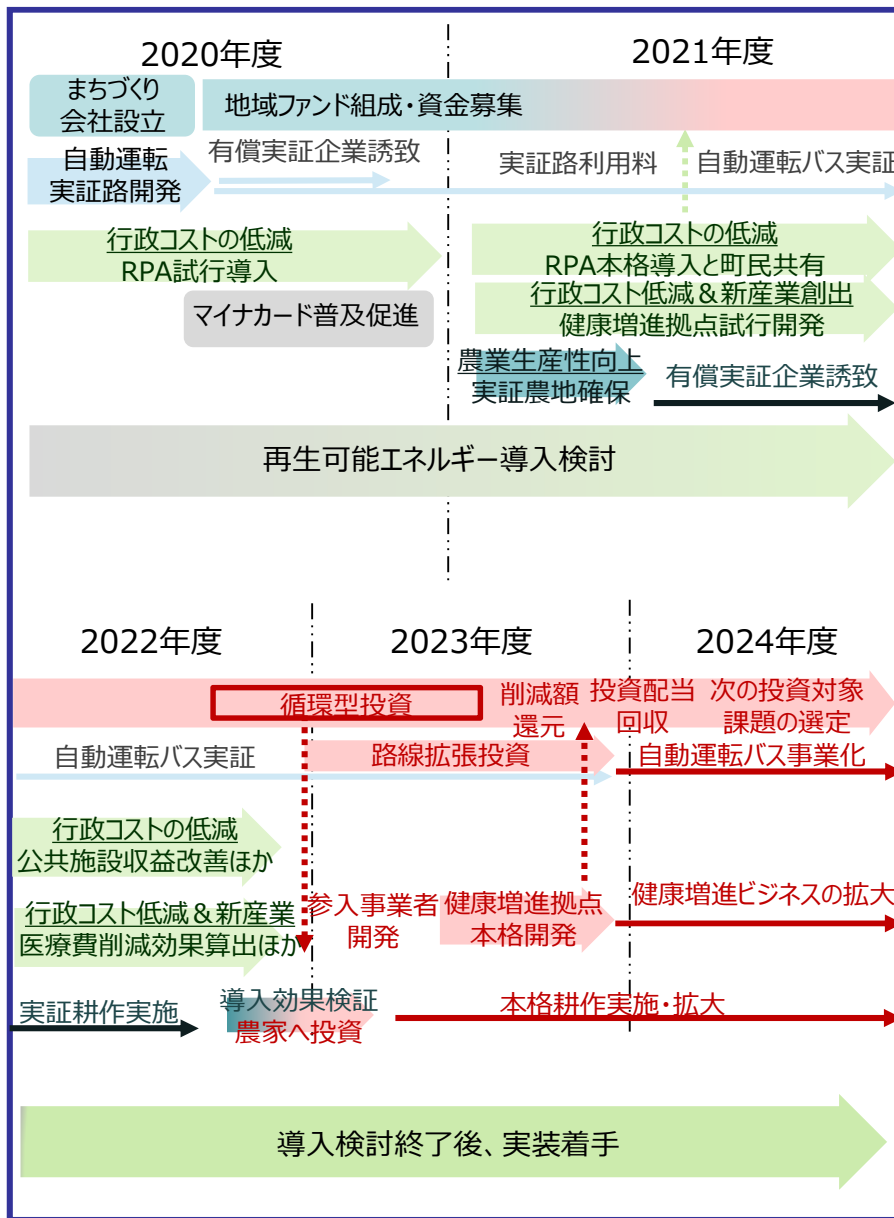 2020年度
2021年度
まちづくり
会社設立
地域ファンド組成・資金募集
自動運転
実証路開発
有償実証企業誘致
実証路利用料
自動運転バス実証
行政コストの低減
RPA試行導入
行政コストの低減
RPA本格導入と町民共有
マイナカード普及促進
行政コスト低減＆新産業創出
健康増進拠点試行開発
農業生産性向上
実証農地確保
有償実証企業誘致
再生可能エネルギー導入検討
2022年度
2023年度
2024年度
循環型投資
削減額
還元
投資配当
回収
次の投資対象
課題の選定
自動運転バス実証
路線拡張投資
自動運転バス事業化
行政コストの低減
公共施設収益改善ほか
行政コスト低減＆新産業
医療費削減効果算出ほか
参入事業者
開発
健康増進拠点
本格開発
健康増進ビジネスの拡大
実証耕作実施
導入効果検証
農家へ投資
本格耕作実施・拡大
導入検討終了後、実装着手